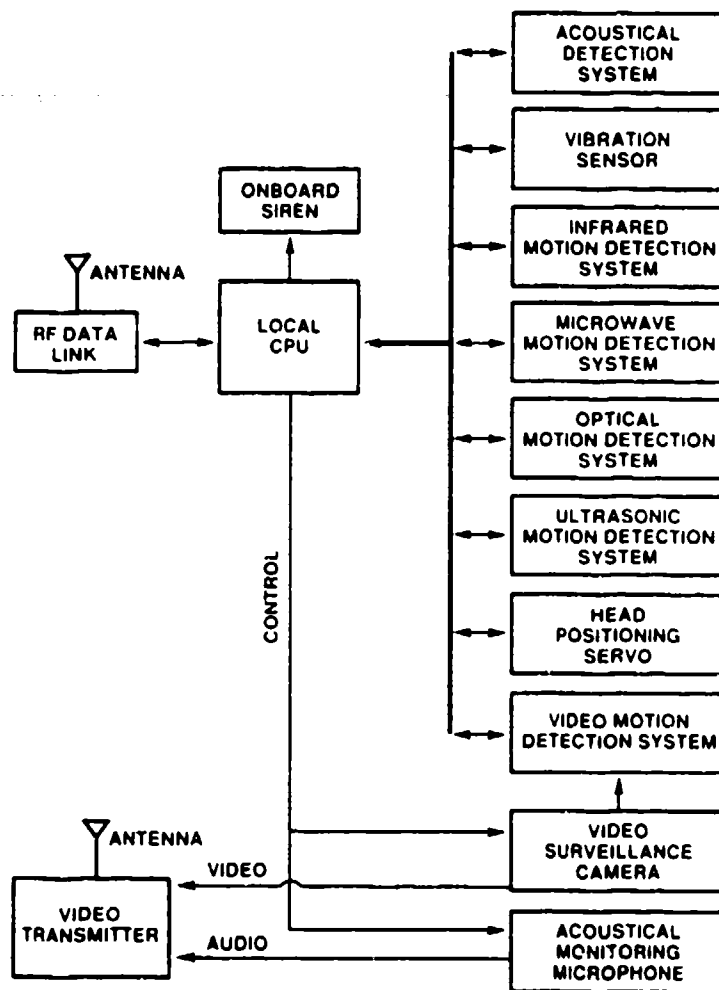 ACOUSTICAL
DETECTION
SYSTEM
VIBRATION
SENSOR
ONBOARD
SIREN
INFRARED
MOTION DETECTION
SYSTEM
ANTENNA
RF DATA
LINK
LOCAL
CPU
MICROWAVE
MOTION DETECTION
SYSTEM
OPTICAL
MOTION DETECTION
SYSTEM
ULTRASONIC
MOTION DETECTION
SYSTEM
CONTROL
HEAD
POSITIONING
SERVO
VIDEO MOTION
DETECTION SYSTEM
ANTENNA
VIDEO
VIDEO
SURVEILLANCE
CAMERA
VIDEO
TRANSMITTER
AUDIO
ACOUSTICAL
MONITORING
MICROPHONE